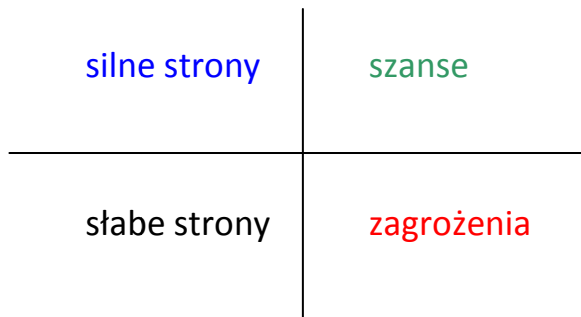 silne strony
szanse
słabe strony
zagrożenia